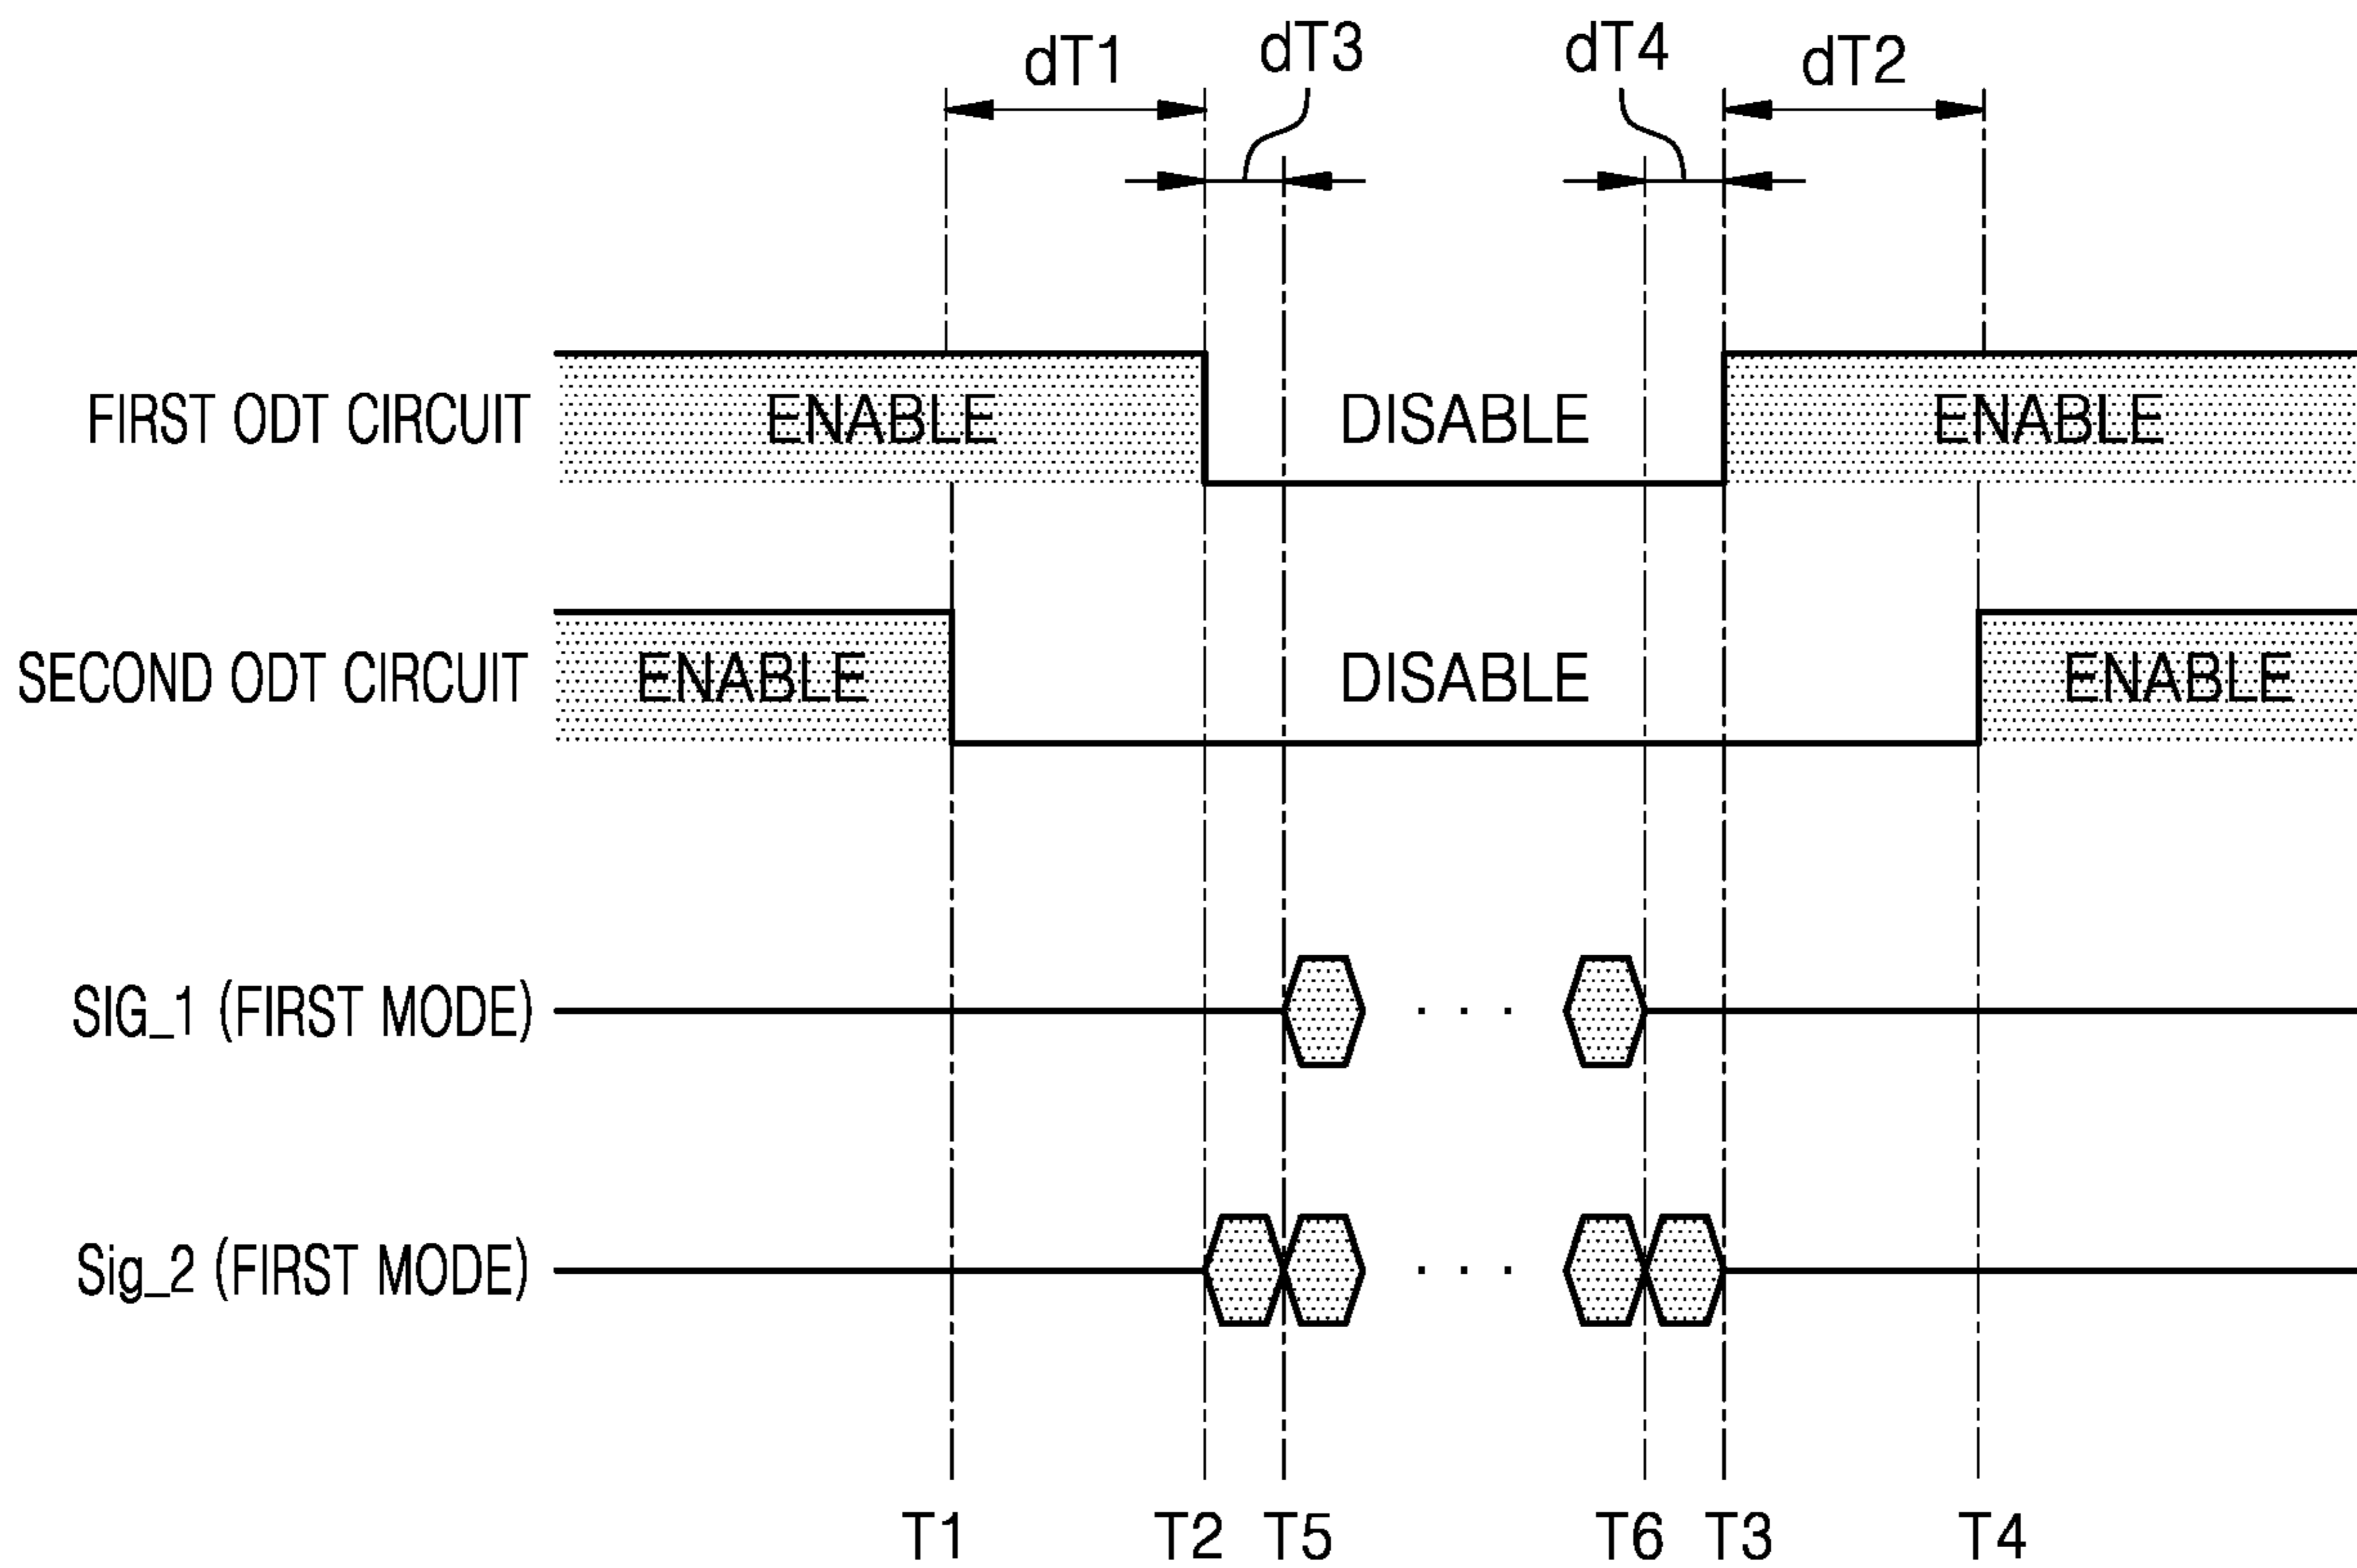 dT1 dT3 dT4 dT2
FIRST ODT CIRCUIT ENABLE DISABLE ENABLE
SECOND ODT CIRCUIT ENABLE DISABLE ENABLE
SIG_1 (FIRST MODE) . . .
Sig_2 (FIRST MODE) . . .
T1 T2 T5 T6 T3 T4